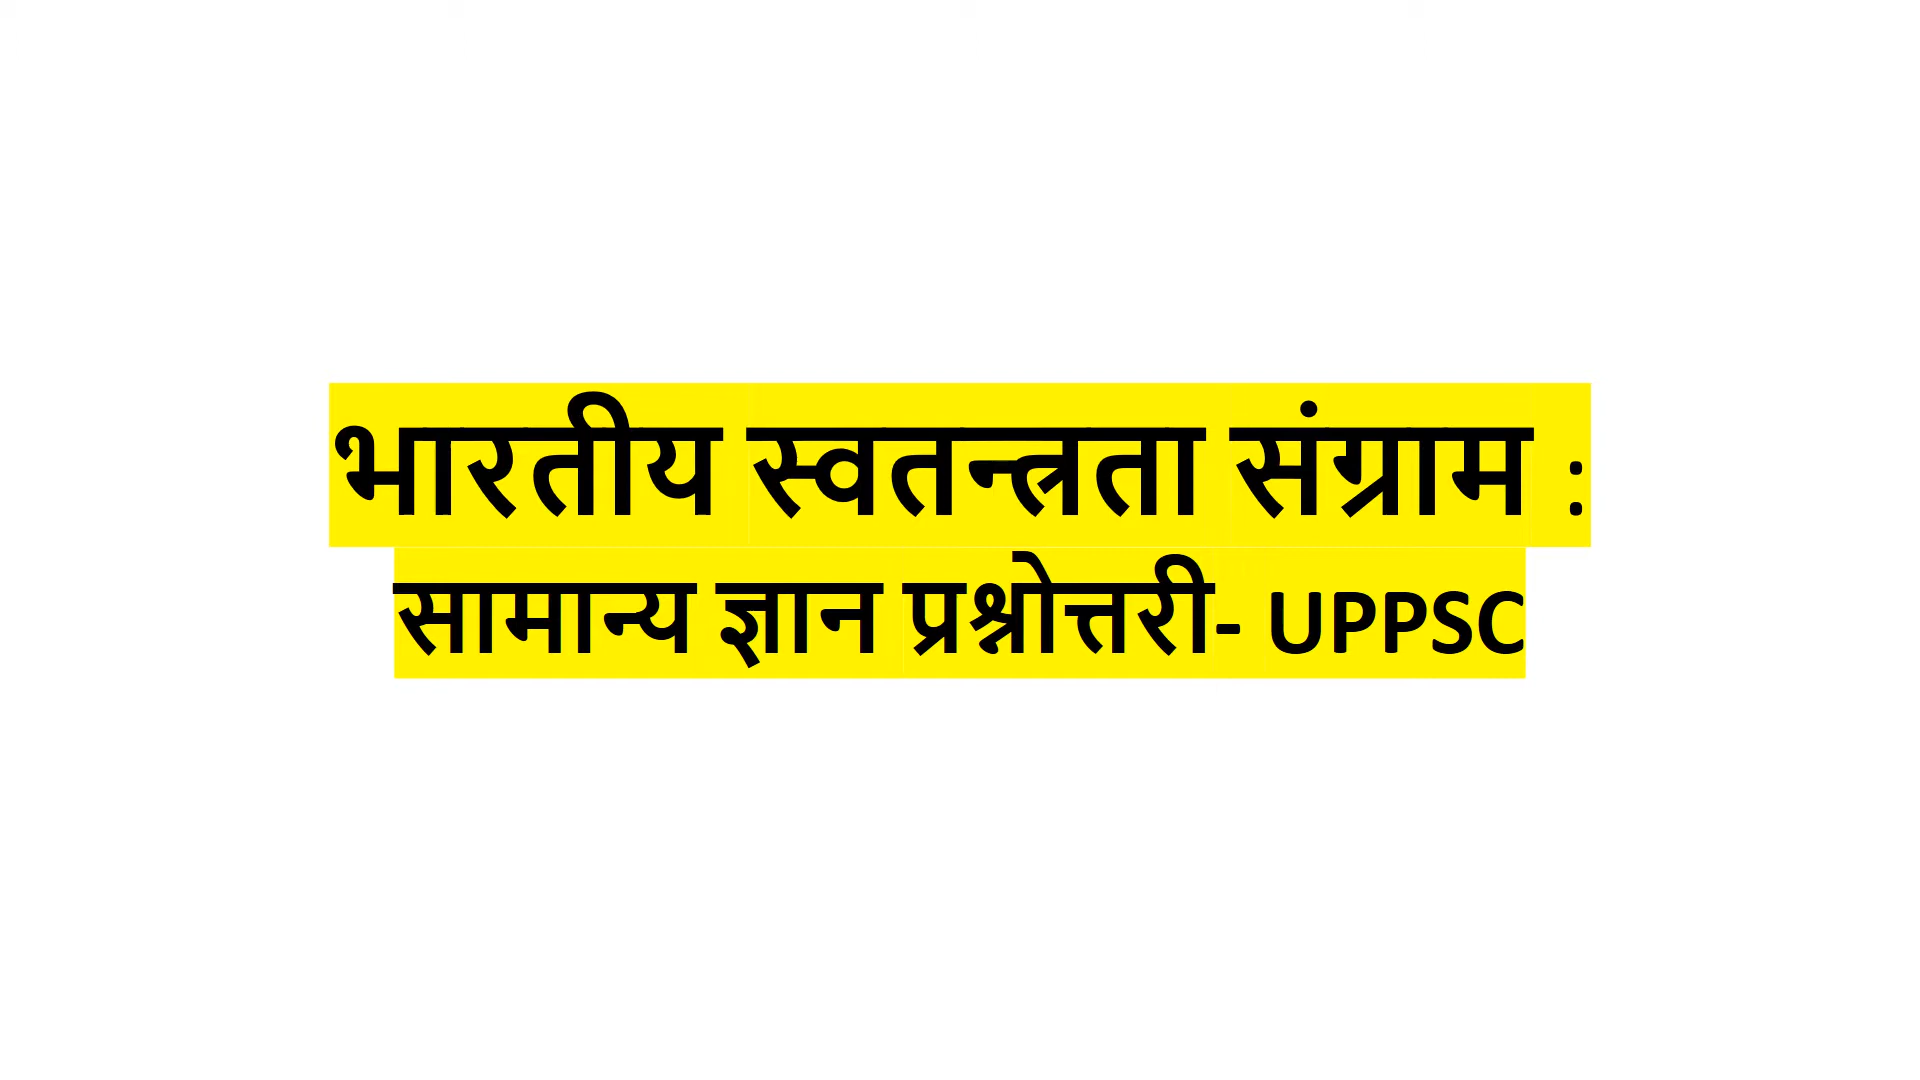 भारतीय स्वतन्त्रता संग्राम :
सामान्य ज्ञान प्रश्नोत्तरी- UPPSC